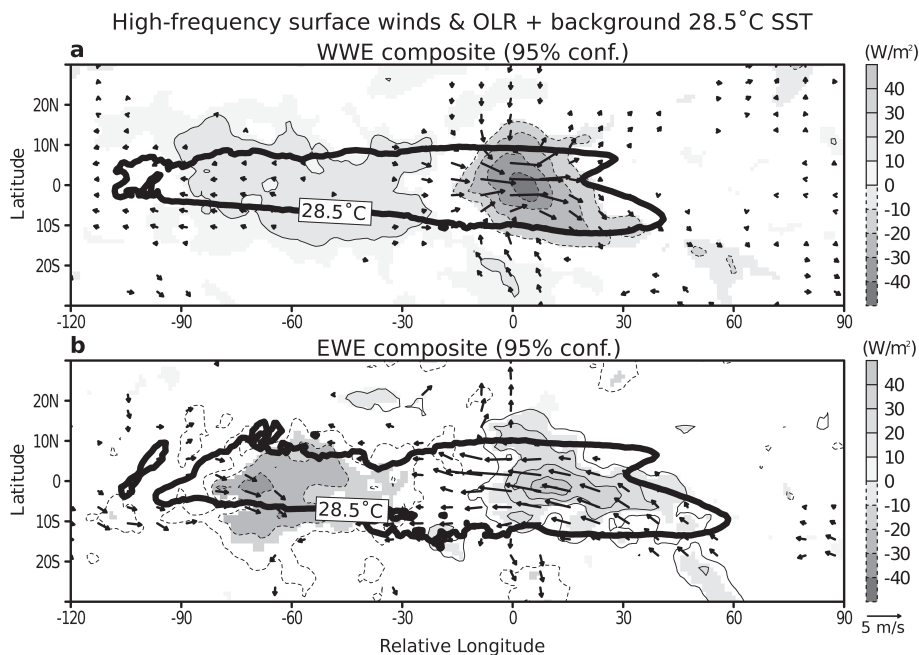 High-frequency surface winds & OLR + background 28.5˚C SST
a
WWE composite (95% conf.)
(W/m²)
Latitude
20N
10N
0
10S
20S
28.5˚C
40
30
20
10
0
-10
-20
-30
-40
-120
-90
-60
-30
0
30
60
90
b
EWE composite (95% conf.)
(W/m²)
Latitude
20N
10N
0
10S
20S
28.5˚C
40
30
20
10
0
-10
-20
-30
-40
-120
-90
-60
-30
0
30
60
90
5 m/s
Relative Longitude